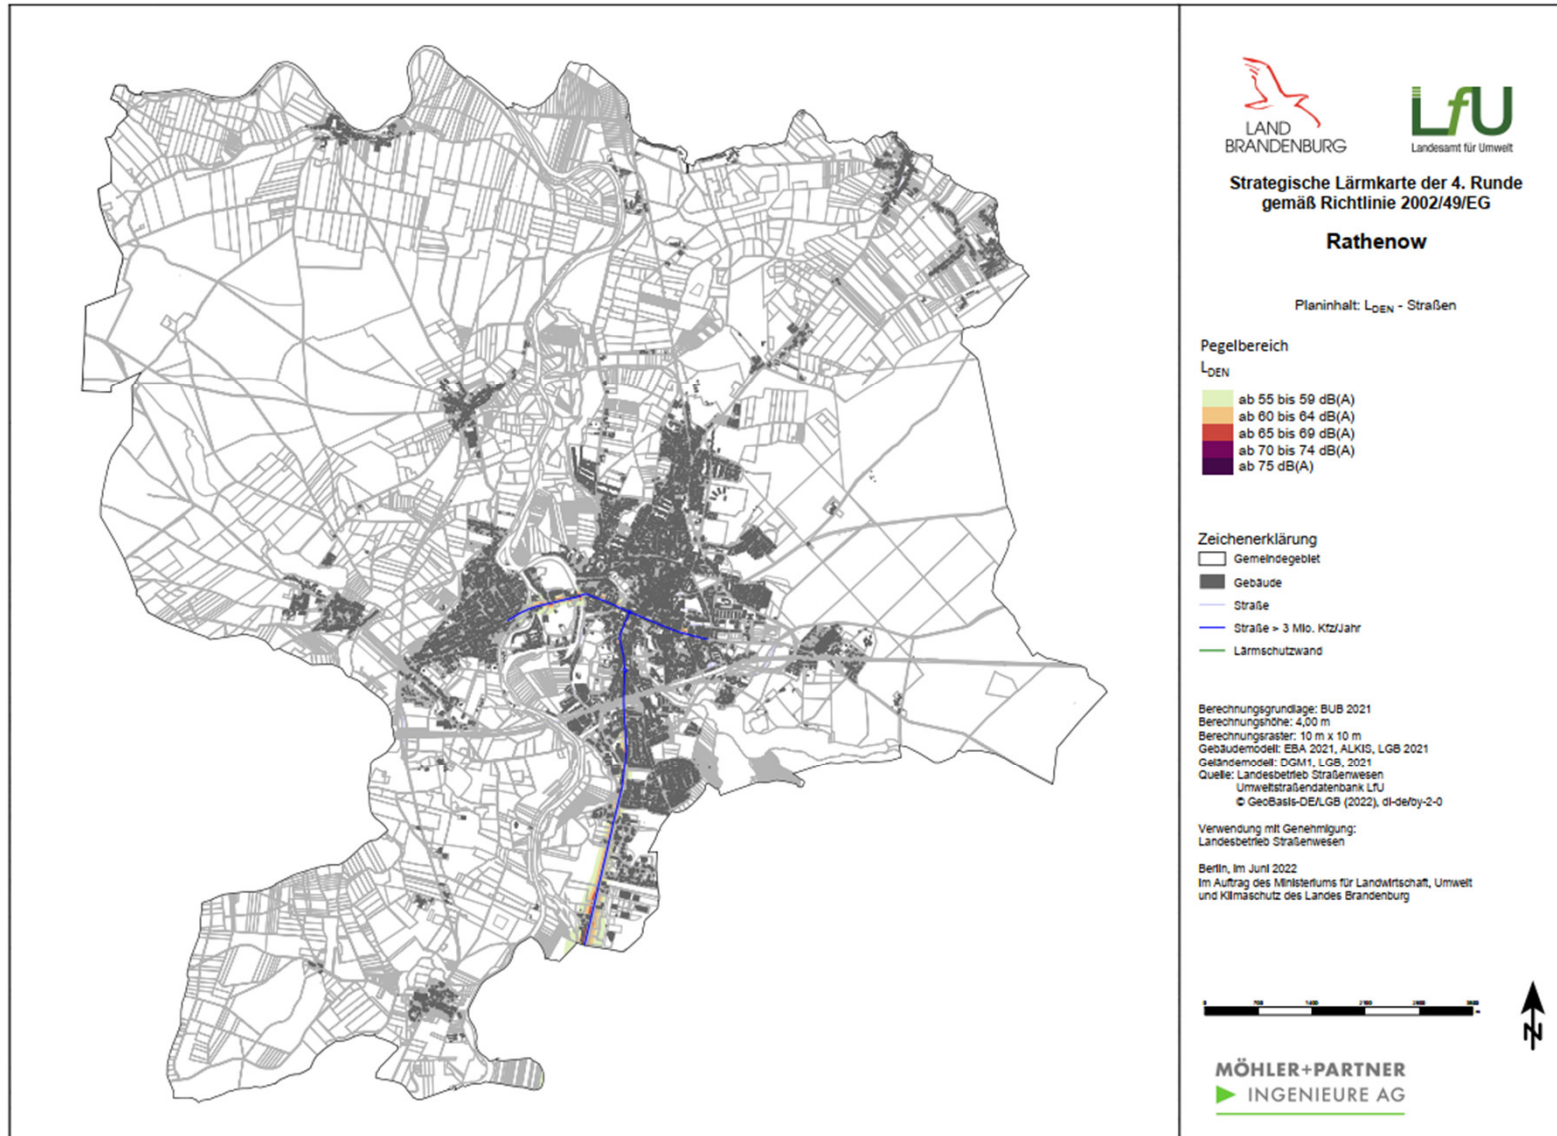 LAND
BRANDENBURG
LfU
Landesamt für Umwelt
Strategische Lärmkarte der 4. Runde
gemäß Richtlinie 2002/49/EG
Rathenow
Planinhalt: LDEN - Straßen
Pegelbereich
LDEN
ab 55 bis 59 dB(A)
ab 60 bis 64 dB(A)
ab 65 bis 69 dB(A)
ab 70 bis 74 dB(A)
ab 75 dB(A)
Zeichenerklärung
Gemeindegebiet
Gebäude
Straße
Straße > 3 Mio. Kfz/Jahr
Lärmschutzwand
Berechnungsgrundlage: BUB 2021
Berechnungshöhe: 4,00 m
Berechnungsraster: 10 m x 10 m
Gebäudemodell: EBA 2021, ALKIS, LGB 2021
Geländemodell: DGM1, LGB, 2021
Quelle: Landesbetrieb Straßenwesen
Umweltstraßendatenbank LfU
© GeoBasis-DE/LGB (2022), dl-de/by-2-0
Verwendung mit Genehmigung:
Landesbetrieb Straßenwesen
Berlin, im Juni 2022
Im Auftrag des Ministeriums für Landwirtschaft, Umwelt
und Klimaschutz des Landes Brandenburg
N
MÖHLER+PARTNER
INGENIEURE AG